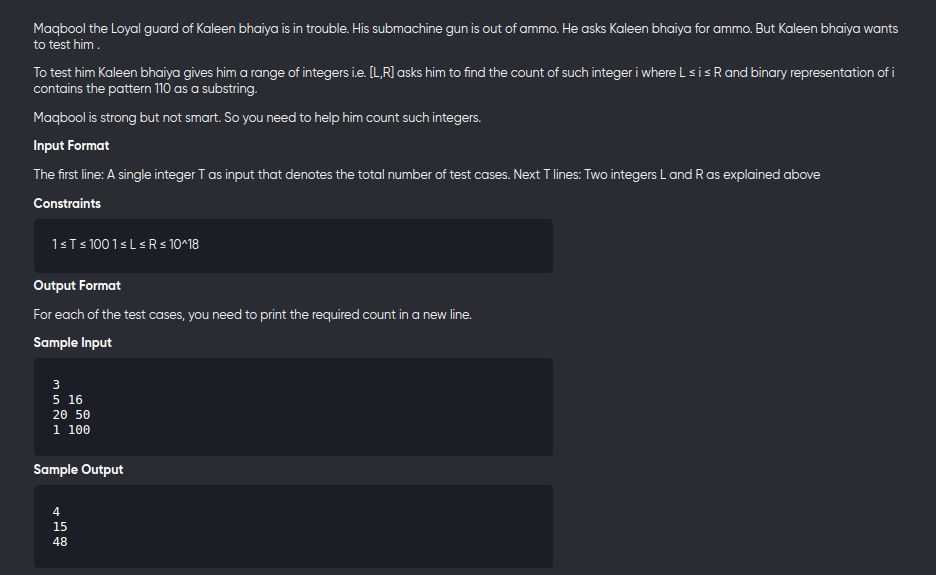 Maqbool the Loyal guard of Kaleen bhaiya is in trouble. His submachine gun is out of ammo. He asks Kaleen bhaiya for ammo. But Kaleen bhaiya wants
to test him .
To test him Kaleen bhaiya gives him a range of integers i.e. [L,R] asks him to find the count of such integer i where L ≤ i ≤ R and binary representation of i
contains the pattern 110 as a substring.
Maqbool is strong but not smart. So you need to help him count such integers.
Input Format
The first line: A single integer T as input that denotes the total number of test cases. Next T lines: Two integers L and R as explained above
Constraints
1 ≤ T ≤ 100 1 ≤ L ≤ R ≤ 10^18
Output Format
For each of the test cases, you need to print the required count in a new line.
Sample Input
3
5 16
20 50
1 100
Sample Output
4
15
48